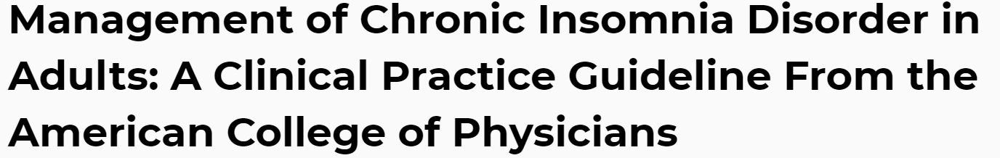 Management of Chronic Insomnia Disorder in
Adults: A Clinical Practice Guideline From the
American College of Physicians